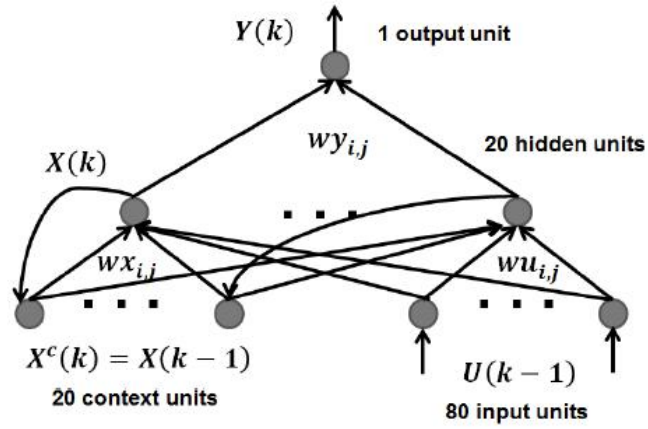 Y(k) 1 output unit
wy_{i,j}
20 hidden units
X(k)
wx_{i,j} wu_{i,j}
X^c(k) = X(k − 1) U(k − 1)
20 context units 80 input units